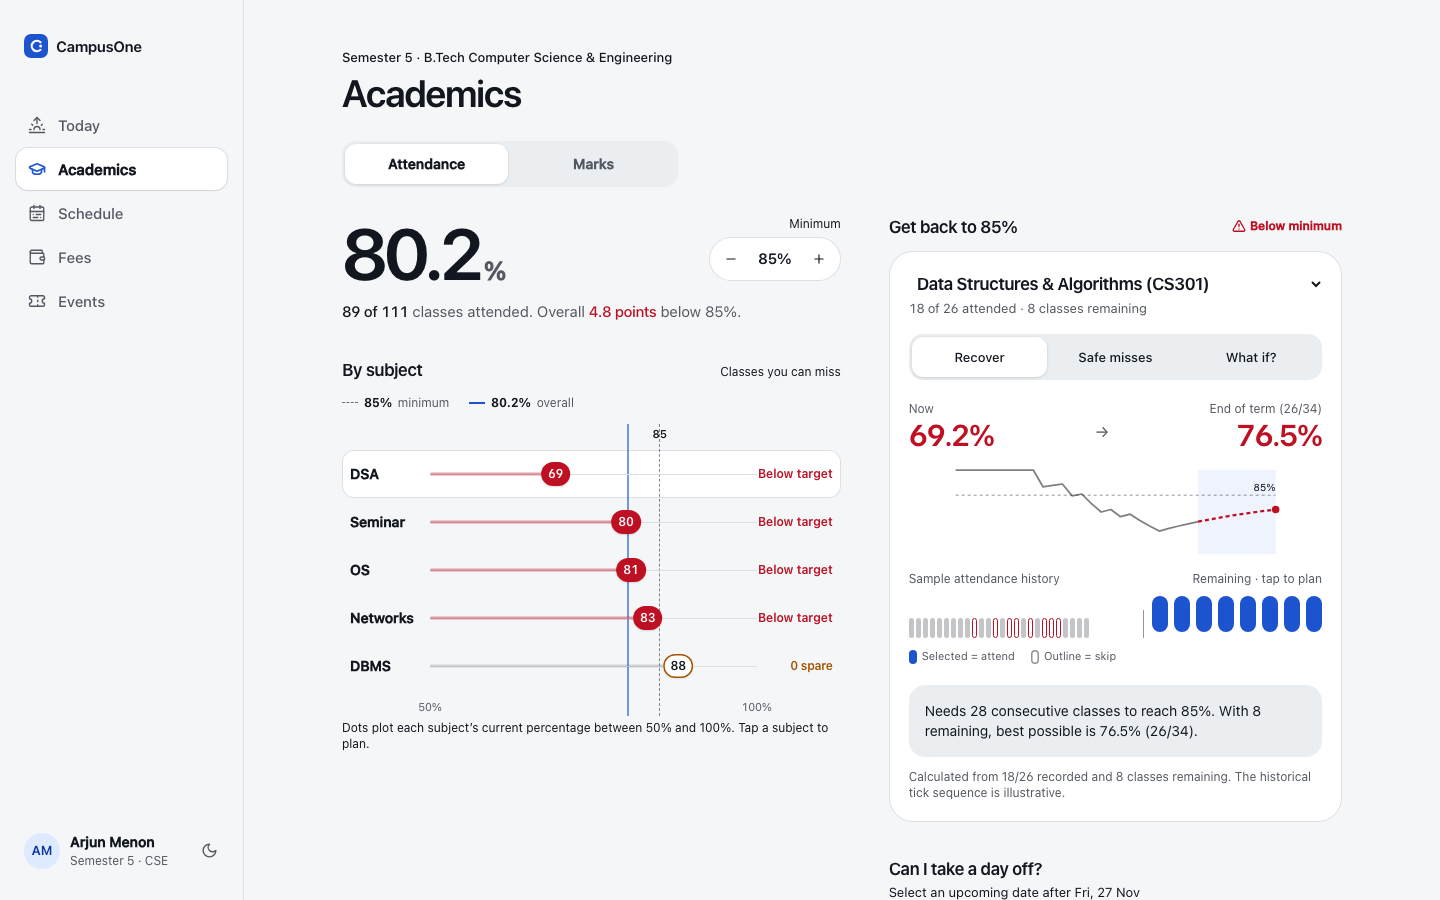 CampusOne
Today
Academics
Schedule
Fees
Events
AM
Arjun Menon
Semester 5 · CSE
Semester 5 · B.Tech Computer Science & Engineering
Academics
Attendance
Marks
80.2%
Minimum
− 85% +
89 of 111 classes attended. Overall 4.8 points below 85%.
By subject
Classes you can miss
85% minimum
80.2% overall
85
DSA 69 Below target
Seminar 80 Below target
OS 81 Below target
Networks 83 Below target
DBMS 88 0 spare
50% 100%
Dots plot each subject's current percentage between 50% and 100%. Tap a subject to
plan.
Get back to 85%
Below minimum
Data Structures & Algorithms (CS301)
18 of 26 attended · 8 classes remaining
Recover
Safe misses
What if?
Now
End of term (26/34)
69.2% → 76.5%
85%
Sample attendance history
Remaining · tap to plan
Selected = attend
Outline = skip
Needs 28 consecutive classes to reach 85%. With 8
remaining, best possible is 76.5% (26/34).
Calculated from 18/26 recorded and 8 classes remaining. The historical
tick sequence is illustrative.
Can I take a day off?
Select an upcoming date after Fri, 27 Nov